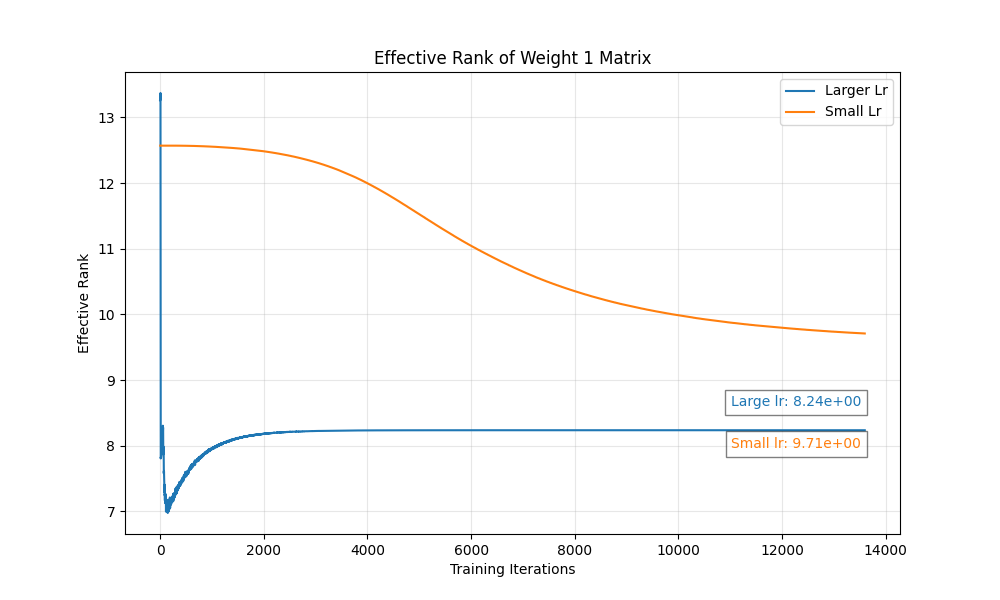 Effective Rank of Weight 1 Matrix
Larger Lr
Small Lr
13
12
11
10
9
8
7
Effective Rank
Large lr: 8.24e+00
Small lr: 9.71e+00
0 2000 4000 6000 8000 10000 12000 14000
Training Iterations